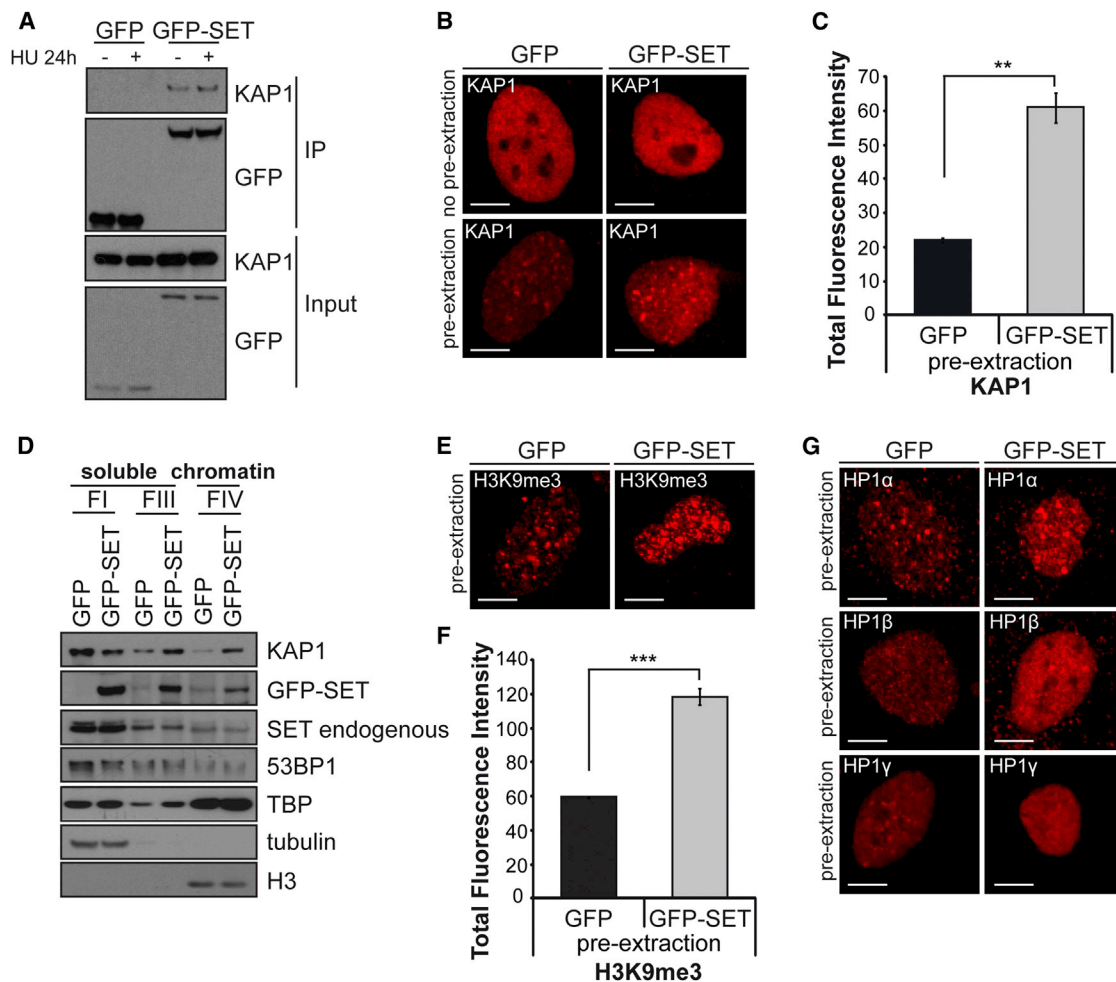 A
GFP GFP-SET
HU 24h - + - +
KAP1
GFP
IP
KAP1
GFP
Input
B
GFP GFP-SET
no pre-extraction
KAP1 KAP1
pre-extraction
KAP1 KAP1
C
Total Fluorescence Intensity
70
60
50
40
30
20
10
0
**
GFP GFP-SET
pre-extraction
KAP1
D
soluble chromatin
FI FIII FIV
GFP GFP-SET GFP GFP-SET GFP GFP-SET
KAP1
GFP-SET
SET endogenous
53BP1
TBP
tubulin
H3
E
GFP GFP-SET
pre-extraction
H3K9me3 H3K9me3
F
Total Fluorescence Intensity
140
120
100
80
60
40
20
0
***
GFP GFP-SET
pre-extraction
H3K9me3
G
GFP GFP-SET
pre-extraction
HP1α HP1α
pre-extraction
HP1β HP1β
pre-extraction
HP1γ HP1γ